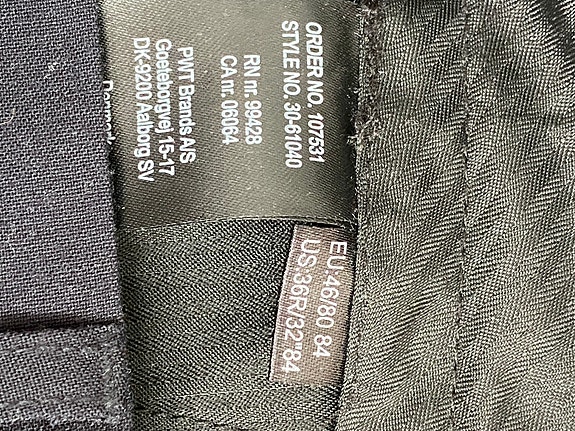 ORDER NO. 107531
STYLE NO. 30-61040
RN nr. 99428
CA nr. 06064
PWT Brands A/S
Goeteborgvej 15-17
DK-9200 Aalborg SV
EU:46/80 84
US:36R/32"84